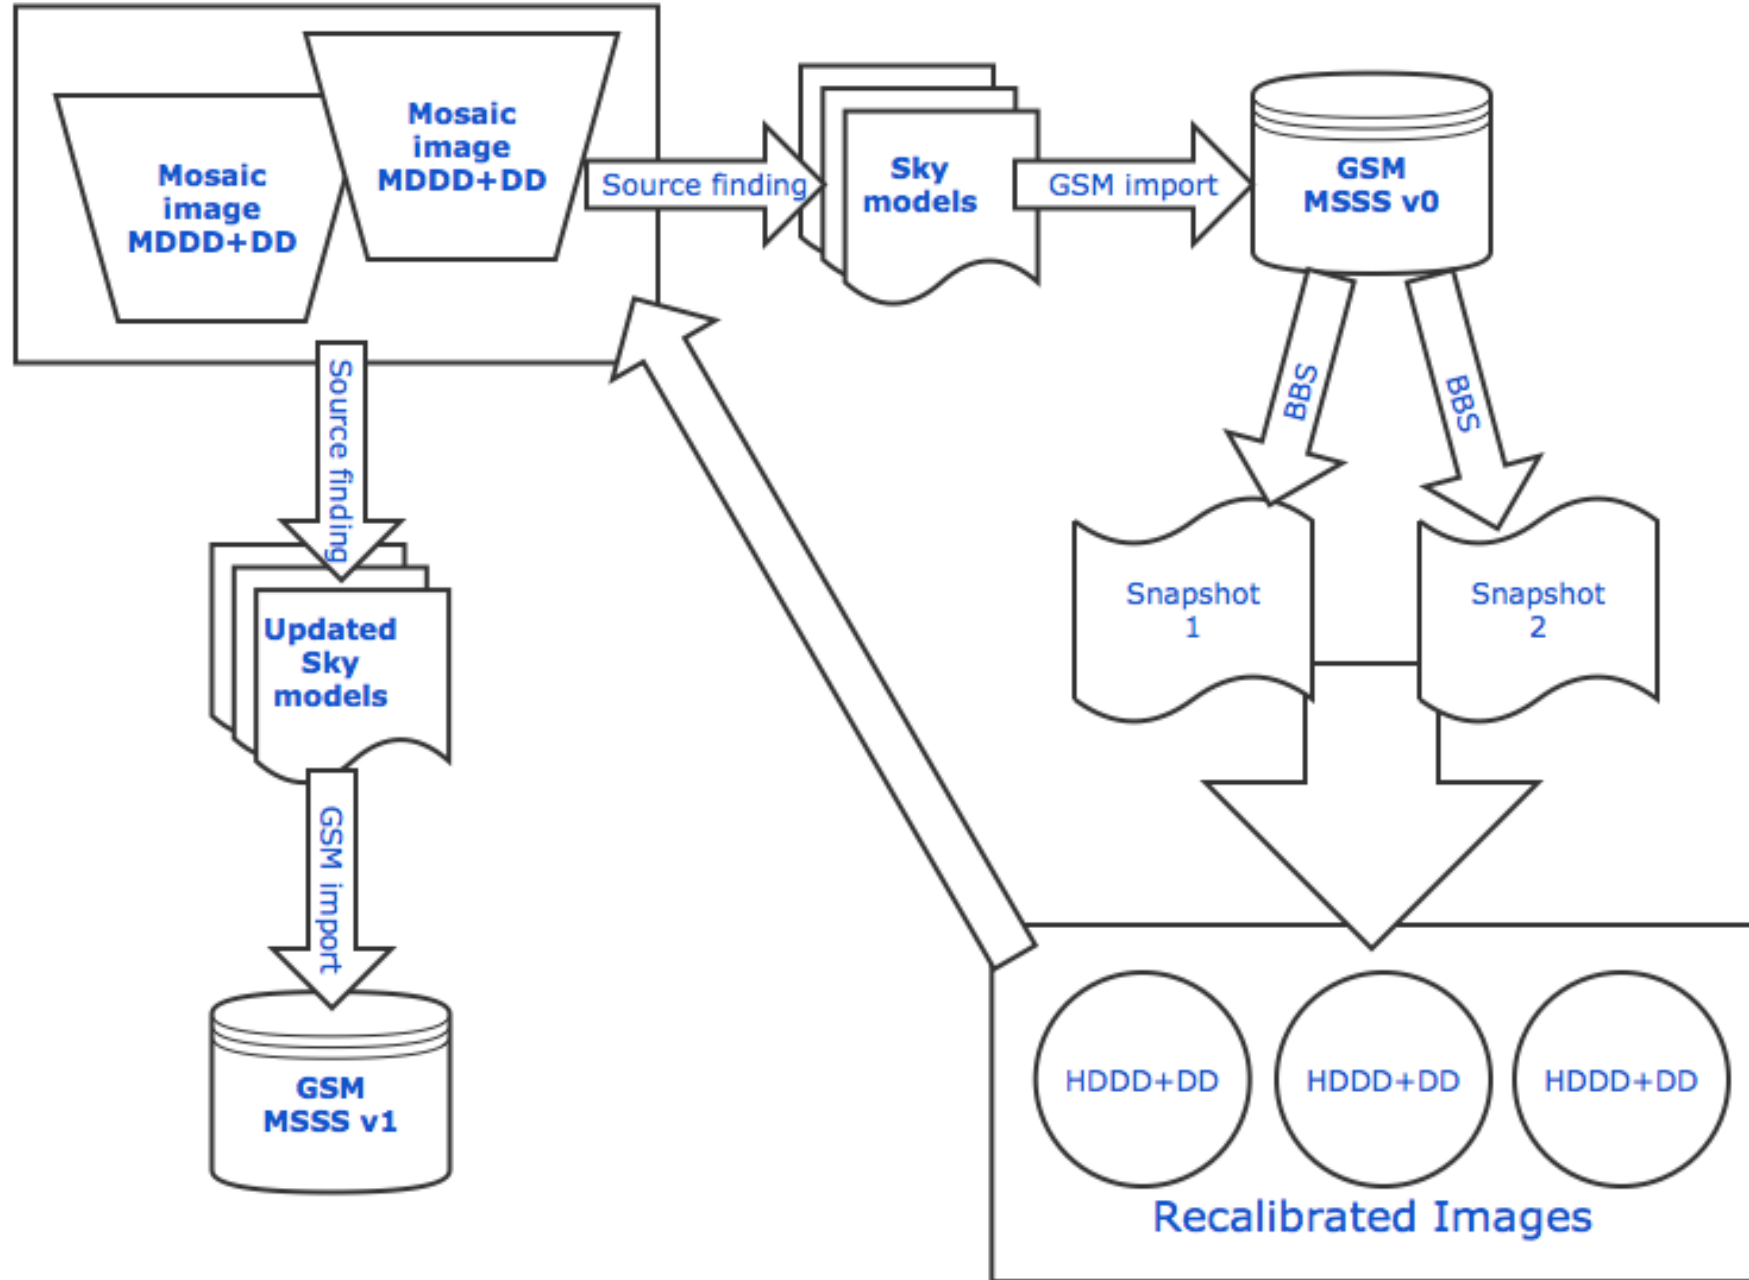 Mosaic
image
MDDD+DD
Mosaic
image
MDDD+DD
Source finding
Sky
models
GSM import
GSM
MSSS v0
BBS
BBS
Source finding
Snapshot
1
Snapshot
2
Updated
Sky
models
GSM import
GSM
MSSS v1
HDDD+DD
HDDD+DD
HDDD+DD
Recalibrated Images